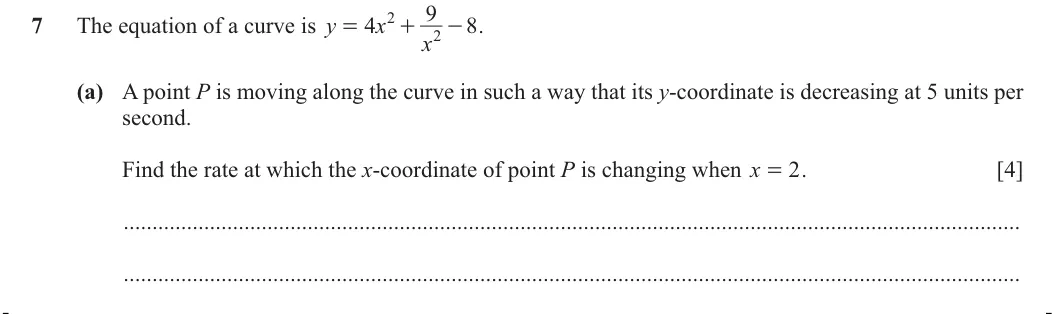 7 The equation of a curve is y = 4x² + 9/x² − 8.
(a) A point P is moving along the curve in such a way that its y-coordinate is decreasing at 5 units per
second.
Find the rate at which the x-coordinate of point P is changing when x = 2. [4]